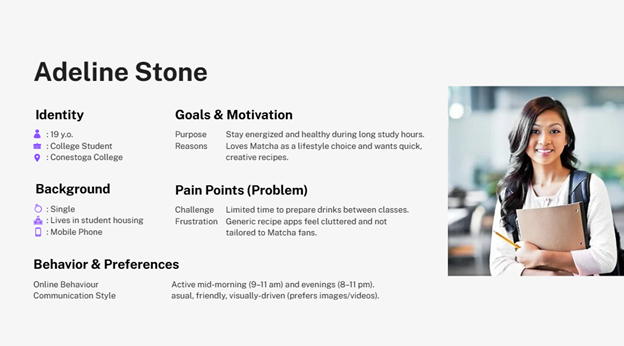 Adeline Stone
Identity
: 19 y.o.
: College Student
: Conestoga College
Goals & Motivation
Purpose Stay energized and healthy during long study hours.
Reasons Loves Matcha as a lifestyle choice and wants quick,
creative recipes.
Background
: Single
: Lives in student housing
: Mobile Phone
Pain Points (Problem)
Challenge Limited time to prepare drinks between classes.
Frustration Generic recipe apps feel cluttered and not
tailored to Matcha fans.
Behavior & Preferences
Online Behaviour Active mid-morning (9–11 am) and evenings (8–11 pm).
Communication Style asual, friendly, visually-driven (prefers images/videos).